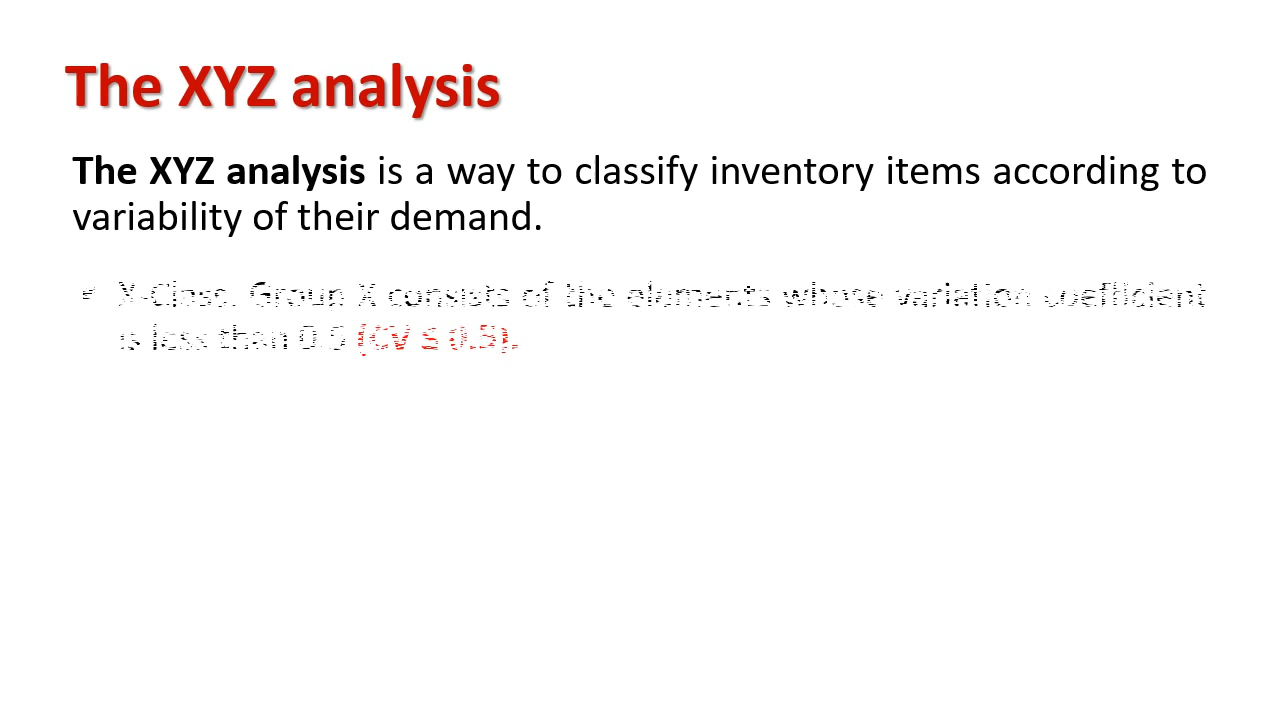 The XYZ analysis
The XYZ analysis is a way to classify inventory items according to
variability of their demand.
X-Class. Group X consists of the elements whose variation coefficient
is less than 0.5 (CV ≤ 0.5).